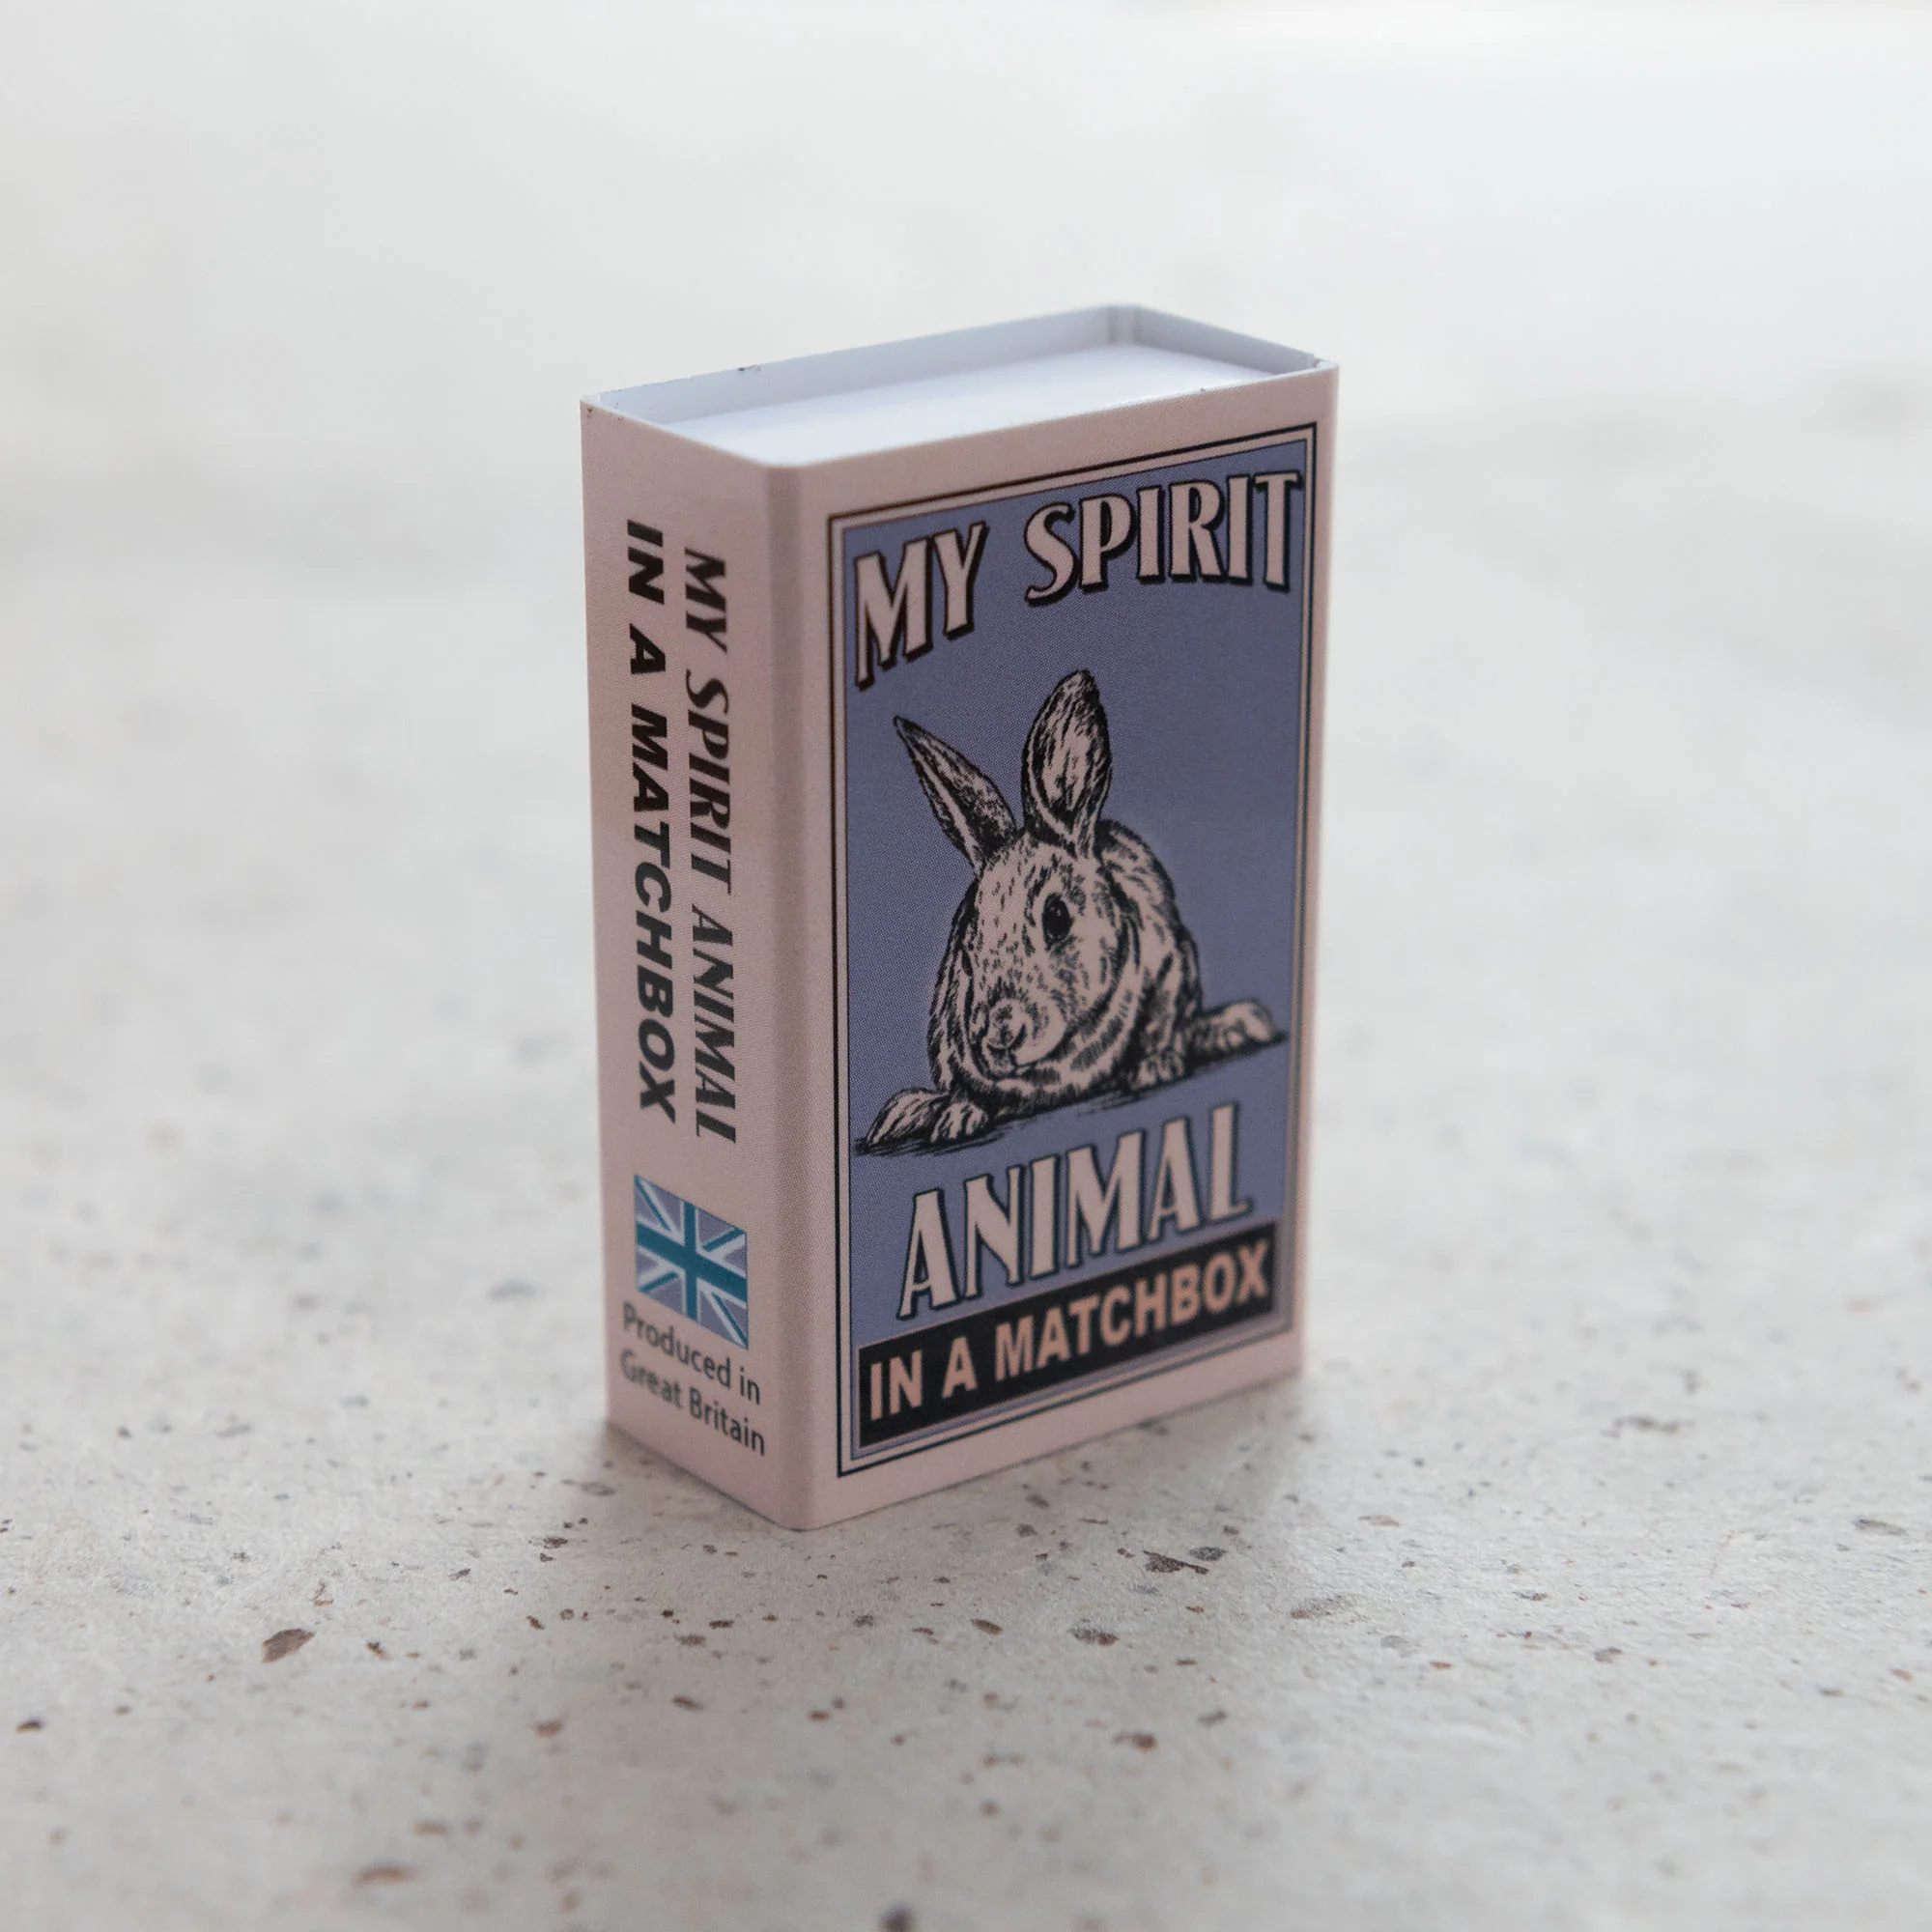 MY SPIRIT
ANIMAL
IN A MATCHBOX
MY SPIRIT ANIMAL
IN A MATCHBOX
Produced in
Great Britain